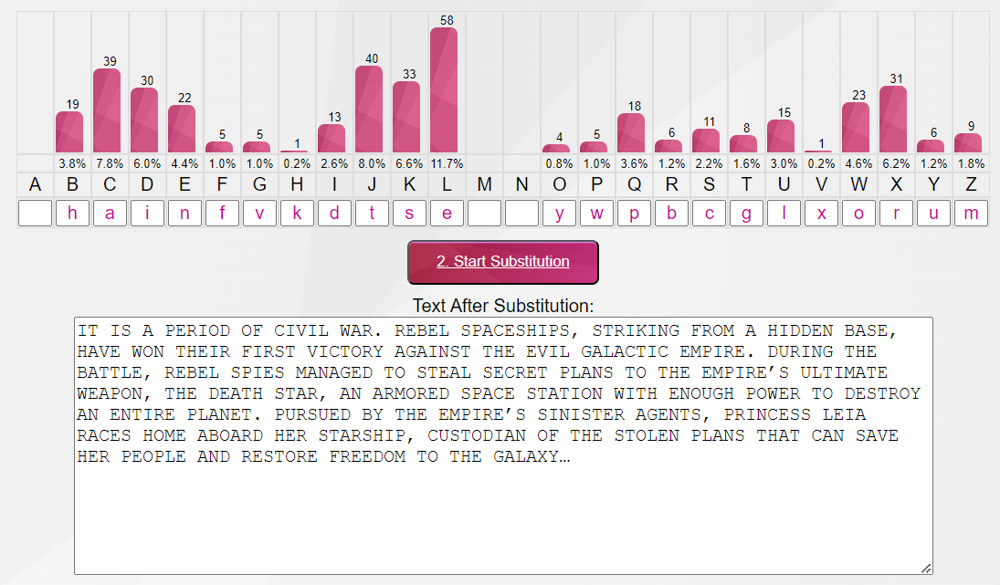 58
39 40
30 33 31
19 22 18 23
13 11 15
5 5 1 4 5 6 8 1 6 9
3.8% 7.8% 6.0% 4.4% 1.0% 1.0% 0.2% 2.6% 8.0% 6.6% 11.7% 0.8% 1.0% 3.6% 1.2% 2.2% 1.6% 3.0% 0.2% 4.6% 6.2% 1.2% 1.8%
A B C D E F G H I J K L M N O P Q R S T U V W X Y Z
h a i n f v k d t s e y w p b c g l x o r u m
2. Start Substitution
Text After Substitution:
IT IS A PERIOD OF CIVIL WAR. REBEL SPACESHIPS, STRIKING FROM A HIDDEN BASE,
HAVE WON THEIR FIRST VICTORY AGAINST THE EVIL GALACTIC EMPIRE. DURING THE
BATTLE, REBEL SPIES MANAGED TO STEAL SECRET PLANS TO THE EMPIRE’S ULTIMATE
WEAPON, THE DEATH STAR, AN ARMORED SPACE STATION WITH ENOUGH POWER TO DESTROY
AN ENTIRE PLANET. PURSUED BY THE EMPIRE’S SINISTER AGENTS, PRINCESS LEIA
RACES HOME ABOARD HER STARSHIP, CUSTODIAN OF THE STOLEN PLANS THAT CAN SAVE
HER PEOPLE AND RESTORE FREEDOM TO THE GALAXY…